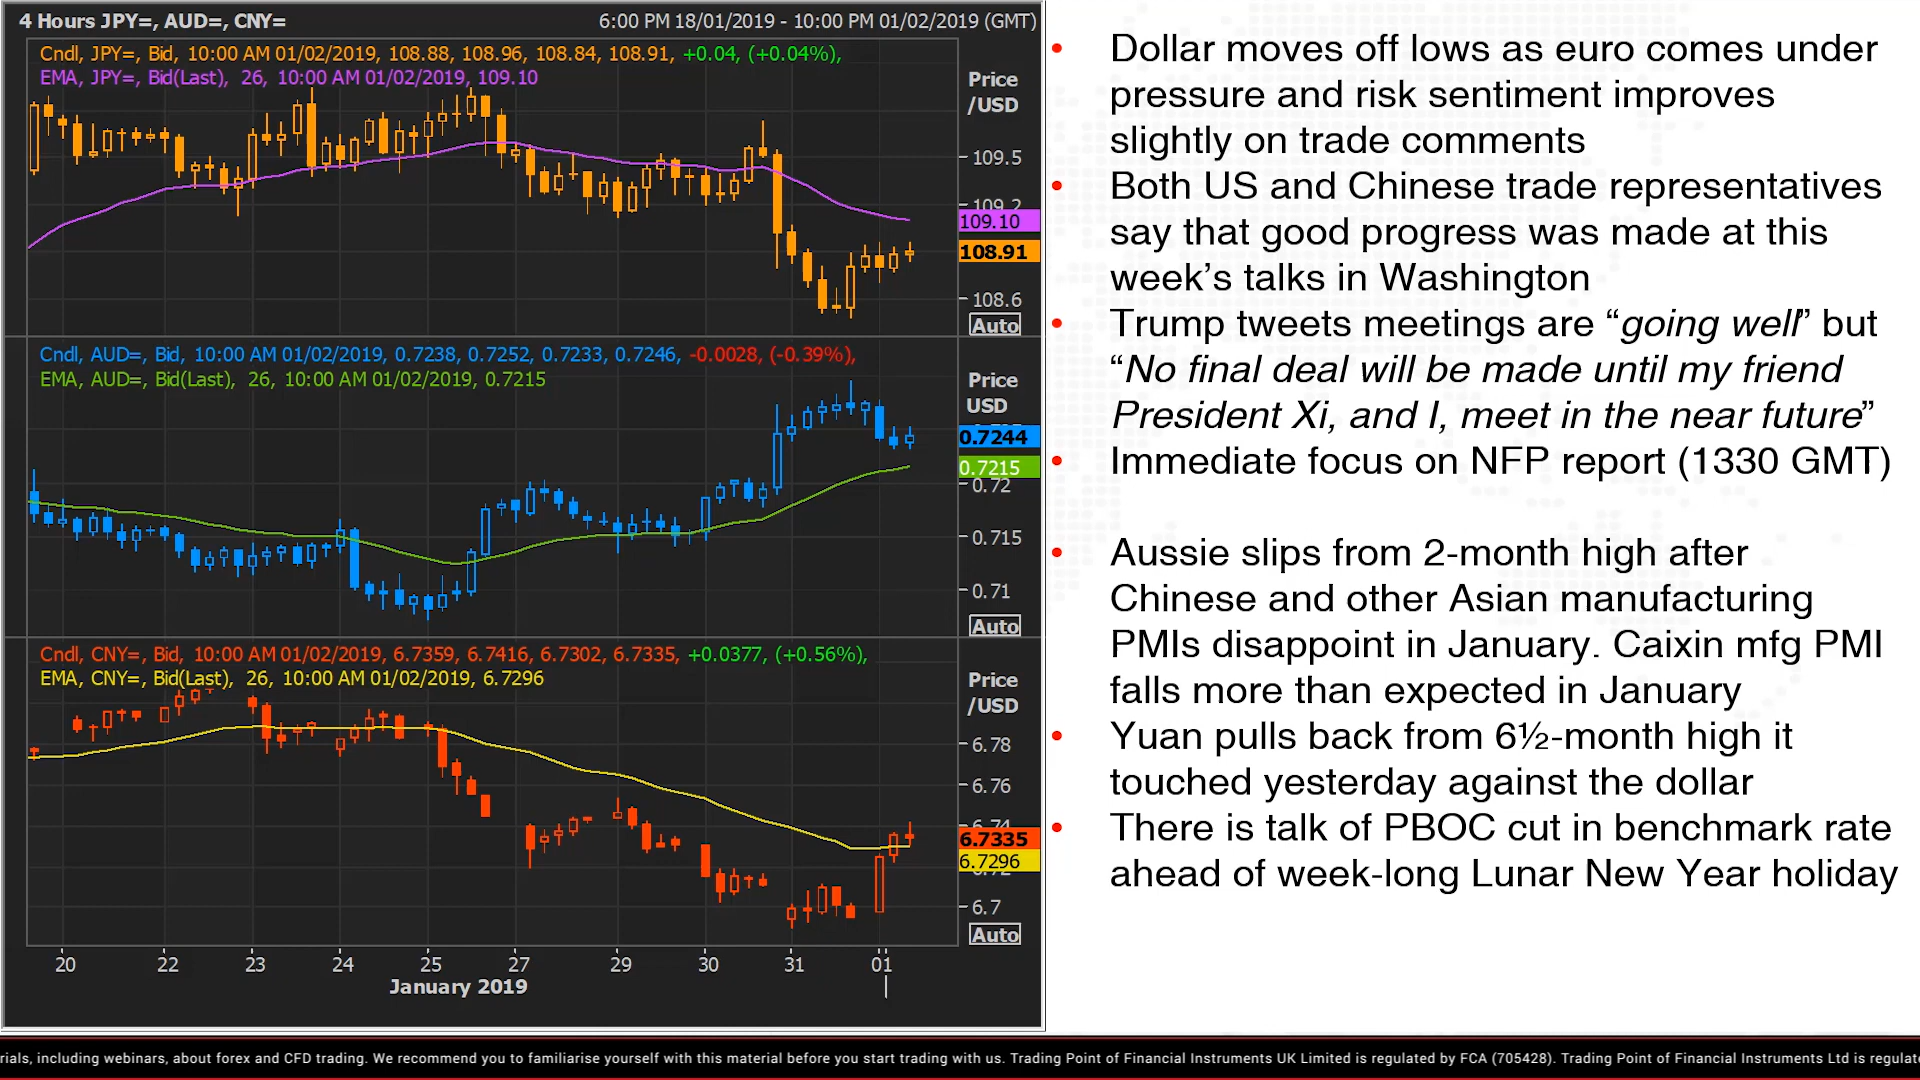 4 Hours JPY=, AUD=, CNY=
6:00 PM 18/01/2019 - 10:00 PM 01/02/2019 (GMT)
Cndl, JPY=, Bid, 10:00 AM 01/02/2019, 108.88, 108.96, 108.84, 108.91, +0.04, (+0.04%),
EMA, JPY=, Bid(Last), 26, 10:00 AM 01/02/2019, 109.10
Price
/USD
109.5
109.2
109.10
108.91
108.6
Auto
Cndl, AUD=, Bid, 10:00 AM 01/02/2019, 0.7238, 0.7252, 0.7233, 0.7246, -0.0028, (-0.39%),
EMA, AUD=, Bid(Last), 26, 10:00 AM 01/02/2019, 0.7215
Price
USD
0.7244
0.7215
0.72
0.715
0.71
Auto
Cndl, CNY=, Bid, 10:00 AM 01/02/2019, 6.7359, 6.7416, 6.7302, 6.7335, +0.0377, (+0.56%),
EMA, CNY=, Bid(Last), 26, 10:00 AM 01/02/2019, 6.7296
Price
/USD
6.78
6.76
6.74
6.7335
6.7296
6.72
6.7
Auto
20 22 23 24 25 27 29 30 31 01
January 2019
• Dollar moves off lows as euro comes under
pressure and risk sentiment improves
slightly on trade comments
• Both US and Chinese trade representatives
say that good progress was made at this
week’s talks in Washington
• Trump tweets meetings are “going well” but
“No final deal will be made until my friend
President Xi, and I, meet in the near future”
• Immediate focus on NFP report (1330 GMT)
• Aussie slips from 2-month high after
Chinese and other Asian manufacturing
PMIs disappoint in January. Caixin mfg PMI
falls more than expected in January
• Yuan pulls back from 6½-month high it
touched yesterday against the dollar
• There is talk of PBOC cut in benchmark rate
ahead of week-long Lunar New Year holiday
rials, including webinars, about forex and CFD trading. We recommend you to familiarise yourself with this material before you start trading with us. Trading Point of Financial Instruments UK Limited is regulated by FCA (705428). Trading Point of Financial Instruments Ltd is regulat